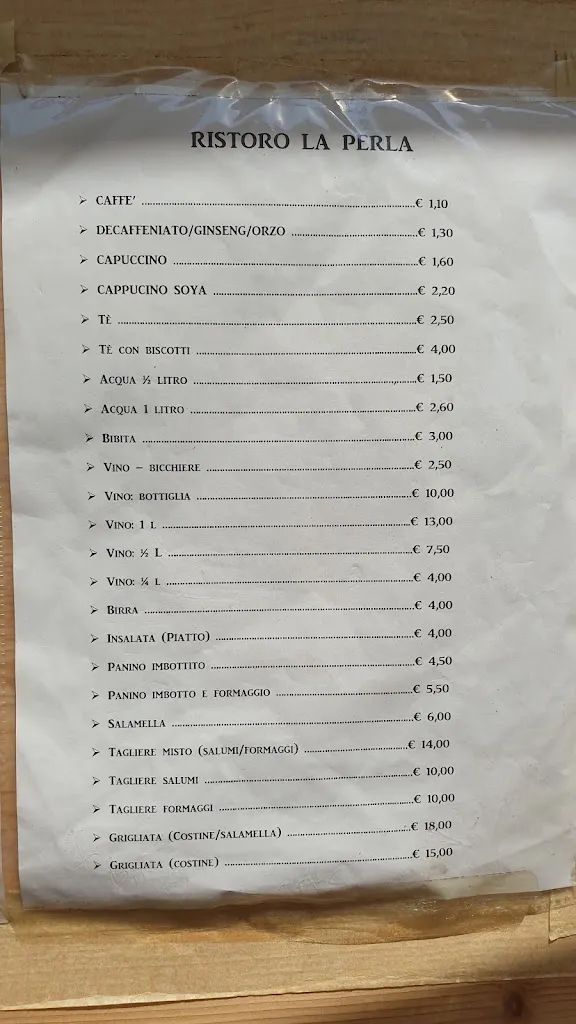 RISTORO LA PERLA
➢ CAFFE' ........................................ € 1,10
➢ DECAFFENIATO/GINSENG/ORZO ........................................ € 1,30
➢ CAPUCCINO ........................................ € 1,60
➢ CAPPUCINO SOYA ........................................ € 2,20
➢ TÈ ........................................ € 2,50
➢ TÈ CON BISCOTTI ........................................ € 4,00
➢ ACQUA ½ LITRO ........................................ € 1,50
➢ ACQUA 1 LITRO ........................................ € 2,60
➢ BIBITA ........................................ € 3,00
➢ VINO – BICCHIERE ........................................ € 2,50
➢ VINO: BOTTIGLIA ........................................ € 10,00
➢ VINO: 1 L ........................................ € 13,00
➢ VINO: ½ L ........................................ € 7,50
➢ VINO: ¼ L ........................................ € 4,00
➢ BIRRA ........................................ € 4,00
➢ INSALATA (PIATTO) ........................................ € 4,00
➢ PANINO IMBOTTITO ........................................ € 4,50
➢ PANINO IMBOTTO E FORMAGGIO ........................................ € 5,50
➢ SALAMELLA ........................................ € 6,00
➢ TAGLIERE MISTO (SALUMI/FORMAGGI) ........................................ € 14,00
➢ TAGLIERE SALUMI ........................................ € 10,00
➢ TAGLIERE FORMAGGI ........................................ € 10,00
➢ GRIGLIATA (COSTINE/SALAMELLA) ........................................ € 18,00
➢ GRIGLIATA (COSTINE) ........................................ € 15,00